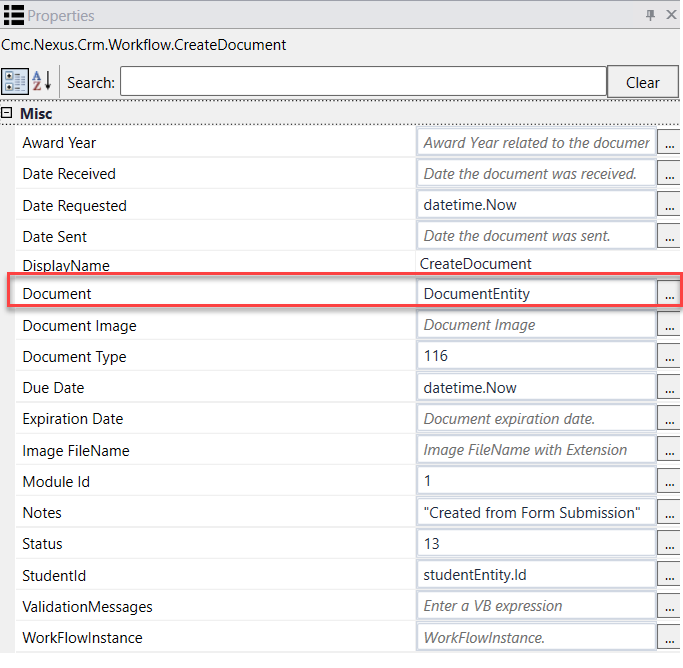 Properties
Cmc.Nexus.Crm.Workflow.CreateDocument
A Z Search: Clear
Misc
Award Year Award Year related to the documen ...
Date Received Date the document was received. ...
Date Requested datetime.Now ...
Date Sent Date the document was sent. ...
DisplayName CreateDocument
Document DocumentEntity ...
Document Image Document Image ...
Document Type 116 ...
Due Date datetime.Now ...
Expiration Date Document expiration date. ...
Image FileName Image FileName with Extension ...
Module Id 1 ...
Notes "Created from Form Submission" ...
Status 13 ...
StudentId studentEntity.Id ...
ValidationMessages Enter a VB expression ...
WorkFlowInstance WorkFlowInstance. ...